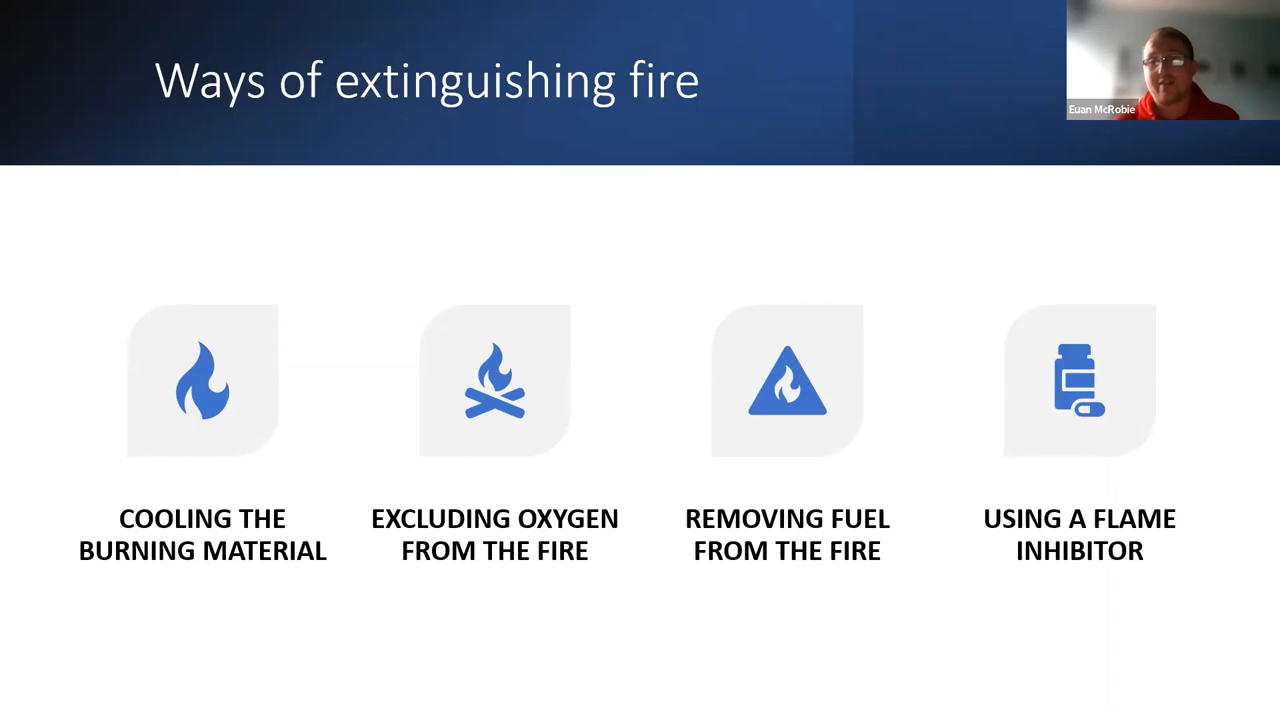 Ways of extinguishing fire
Euan McRobie
COOLING THE
BURNING MATERIAL
EXCLUDING OXYGEN
FROM THE FIRE
REMOVING FUEL
FROM THE FIRE
USING A FLAME
INHIBITOR